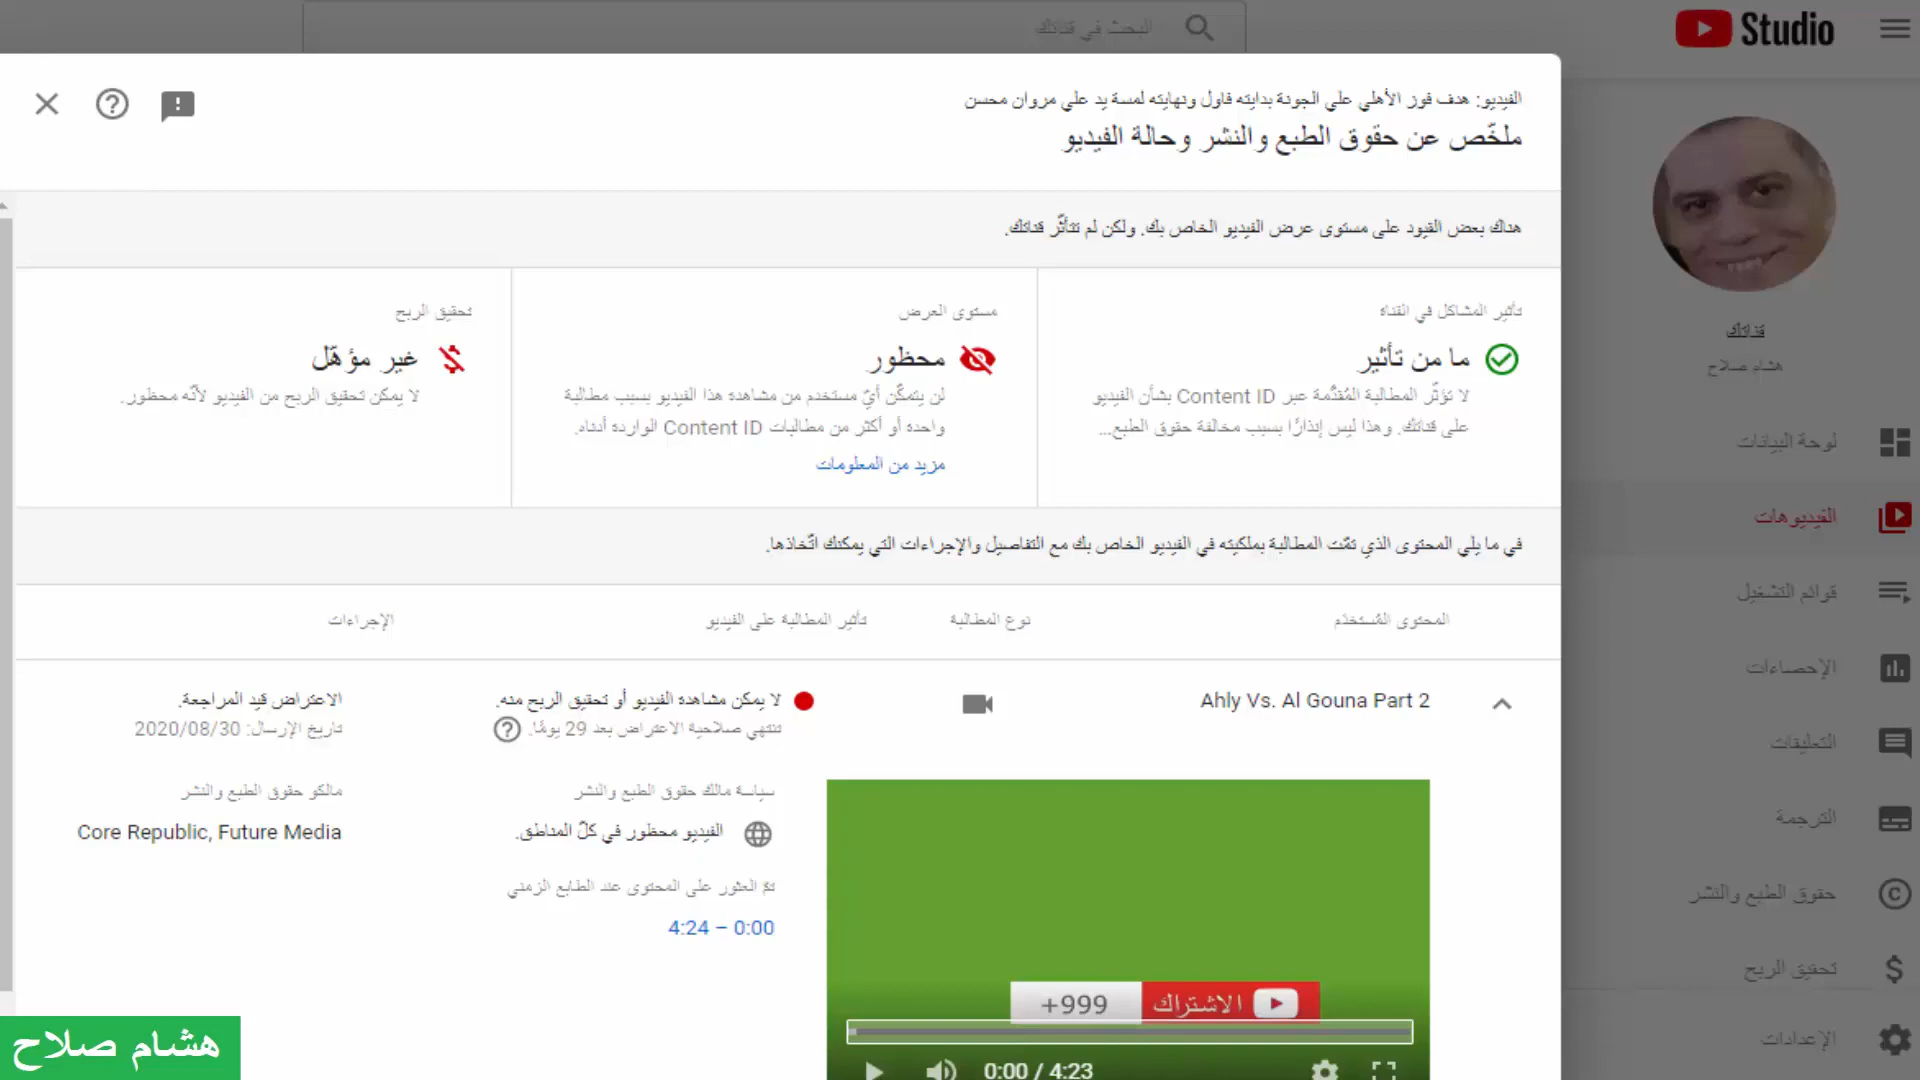 Studio
البحث في قناتك
الفيديو: هدف فوز الأهلي علي الجونة بدايته فاول ونهايته لمسة يد علي مروان محسن
ملخّص عن حقوق الطبع والنشر وحالة الفيديو
هناك بعض القيود على مستوى عرض الفيديو الخاص بك. ولكن لم تتأثّر قناتك.
تأثير المشاكل في القناة
ما من تأثير
لا تؤثّر المطالبة المُقدَّمة عبر Content ID بشأن الفيديو
على قناتك. وهذا ليس إنذارًا بسبب مخالفة حقوق الطبع...
مستوى العرض
محظور
لن يتمكّن أيّ مستخدم من مشاهدة هذا الفيديو بسبب مطالبة
واحدة أو أكثر من مطالبات Content ID الواردة أدناه.
مزيد من المعلومات
تحقيق الربح
غير مؤهّل
لا يمكن تحقيق الربح من الفيديو لأنّه محظور.
في ما يلي المحتوى الذي تمّت المطالبة بملكيته في الفيديو الخاص بك مع التفاصيل والإجراءات التي يمكنك اتّخاذها.
المحتوى المُستخدَم
نوع المطالبة
تأثير المطالبة على الفيديو
الإجراءات
Ahly Vs. Al Gouna Part 2
لا يمكن مشاهدة الفيديو أو تحقيق الربح منه.
تنتهي صلاحية الاعتراض بعد 29 يومًا.
الاعتراض قيد المراجعة.
تاريخ الإرسال: 2020/08/30
سياسة مالك حقوق الطبع والنشر
الفيديو محظور في كلّ المناطق.
تمّ العثور على المحتوى عند الطابع الزمني
0:00 – 4:24
مالكو حقوق الطبع والنشر
Core Republic, Future Media
الاشتراك
+999
0:00 / 4:23
قناتك
هشام صلاح
لوحة البيانات
الفيديوهات
قوائم التشغيل
الإحصاءات
التعليقات
الترجمة
حقوق الطبع والنشر
تحقيق الربح
الإعدادات
هشام صلاح